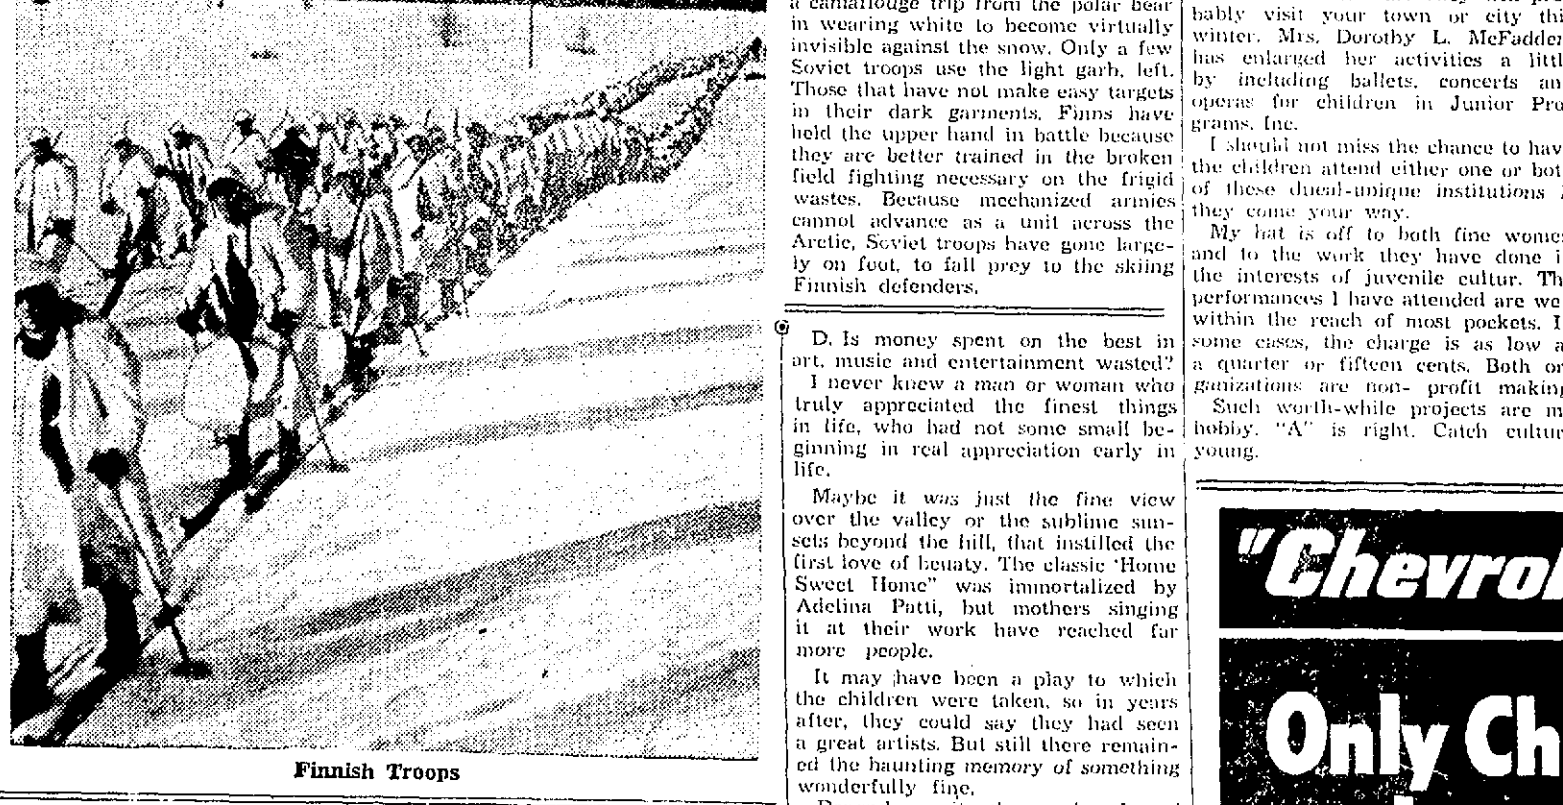 a camaflouge trip from the polar bear
in wearing white to become virtually
invisible against the snow. Only a few
Soviet troops use the light garb, left.
Those that have not make easy targets
in their dark garments. Finns have
held the upper hand in battle because
they are better trained in the broken
field fighting necessary on the frigid
wastes. Because mechanized armies
cannot advance as a unit across the
Arctic, Soviet troops have gone large-
ly on foot, to fall prey to the skiing
Finnish defenders.
Finnish Troops
D. Is money spent on the best in
art, music and entertainment wasted?
I never knew a man or woman who
truly appreciated the finest things
in life, who had not some small be-
ginning in real appreciation early in
life.
Maybe it was just the fine view
over the valley or the sublime sun-
sets beyond the hill, that instilled the
first love of beuaty. The classic 'Home
Sweet Home" was immortalized by
Adelina Patti, but mothers singing
it at their work have reached far
more people.
It may have been a play to which
the children were taken, so in years
after, they could say they had seen
a great artists. But still there remain-
ed the haunting memory of something
wonderfully fine.
bably visit your town or city thi
winter. Mrs. Dorothy L. McFadden
has enlarged her activities a littl
by including ballets, concerts an
operas for children in Junior Pro
grams, Inc.
I should not miss the chance to hav
the children attend either one or bot
of these ducal-unique institutions
they come your way.
My hat is off to both fine wome
and to the work they have done i
the interests of juvenile cultur. Th
performances I have attended are we
within the reach of most pockets. I
some cases, the charge is as low a
a quarter or fifteen cents. Both or
ganizations are non- profit making
Such worth-while projects are m
hobby. "A" is right. Catch cultur
young.
"Chevrol
Only Ch